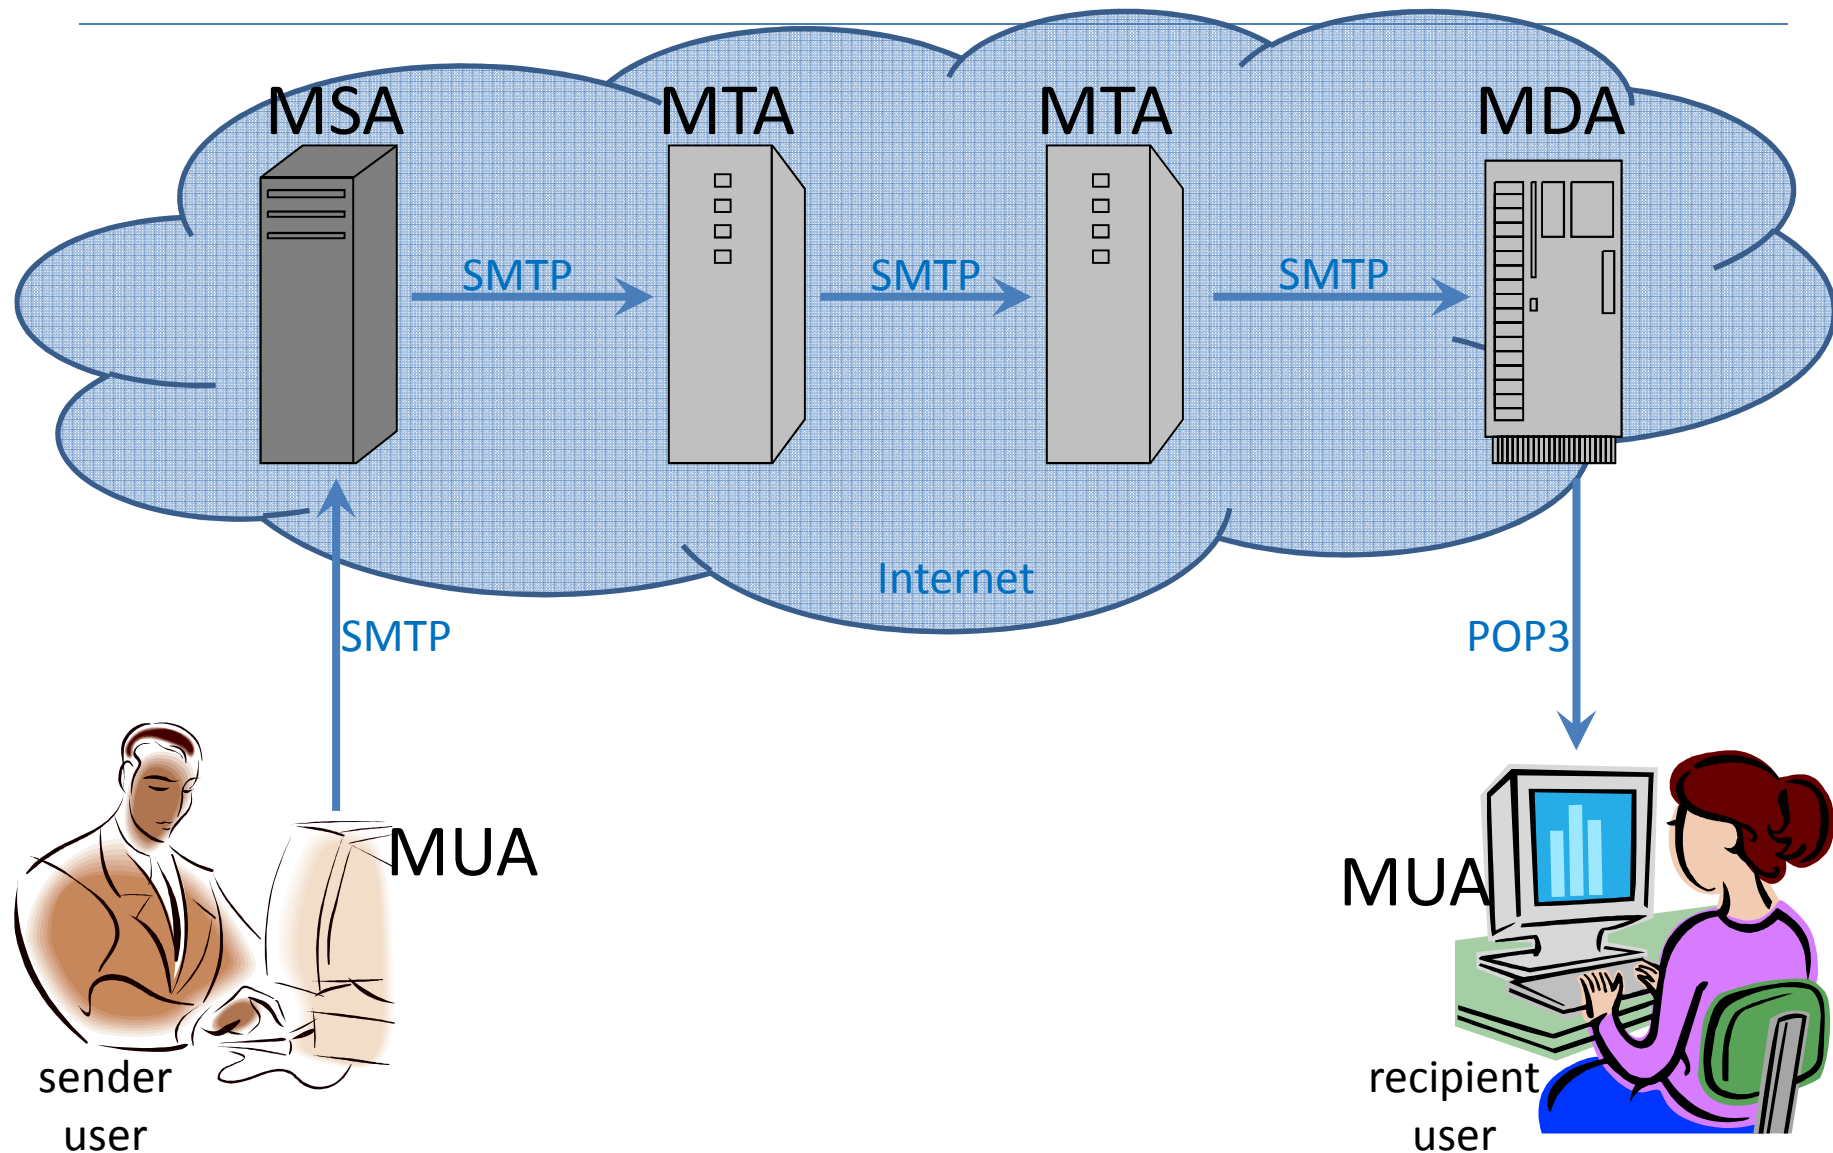 MSA
MTA
MTA
MDA
SMTP
SMTP
SMTP
Internet
SMTP
POP3
MUA
MUA
sender
user
recipient
user